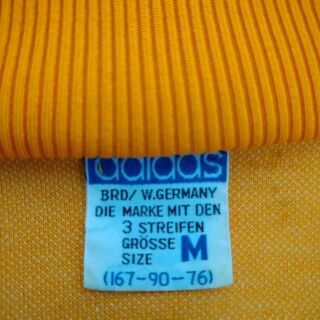 adidas
BRD/W.GERMANY
DIE MARKE MIT DEN
3 STREIFEN
GRÖSSE
SIZE M
(167-90-76)